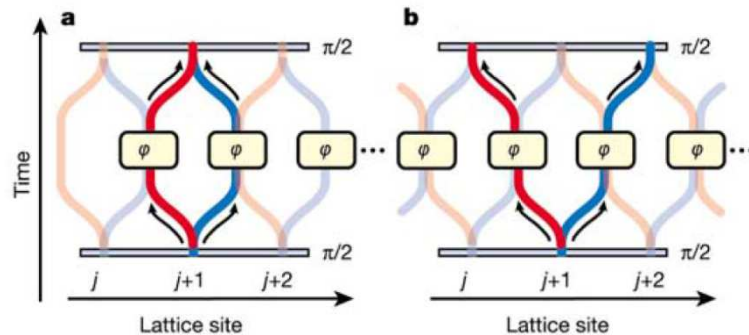 a
π/2
φ φ φ ...
π/2
j j+1 j+2
Lattice site
Time
b
π/2
φ φ φ φ ...
π/2
j j+1 j+2
Lattice site